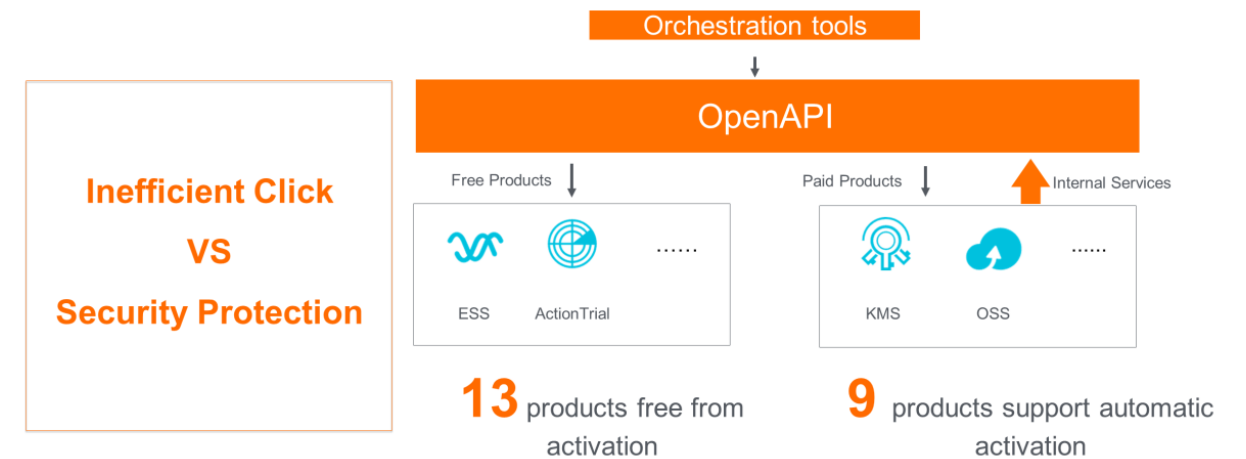 Orchestration tools
OpenAPI
Inefficient Click
VS
Security Protection
Free Products
Paid Products
Internal Services
ESS
ActionTrial
......
KMS
OSS
......
13 products free from
activation
9 products support automatic
activation